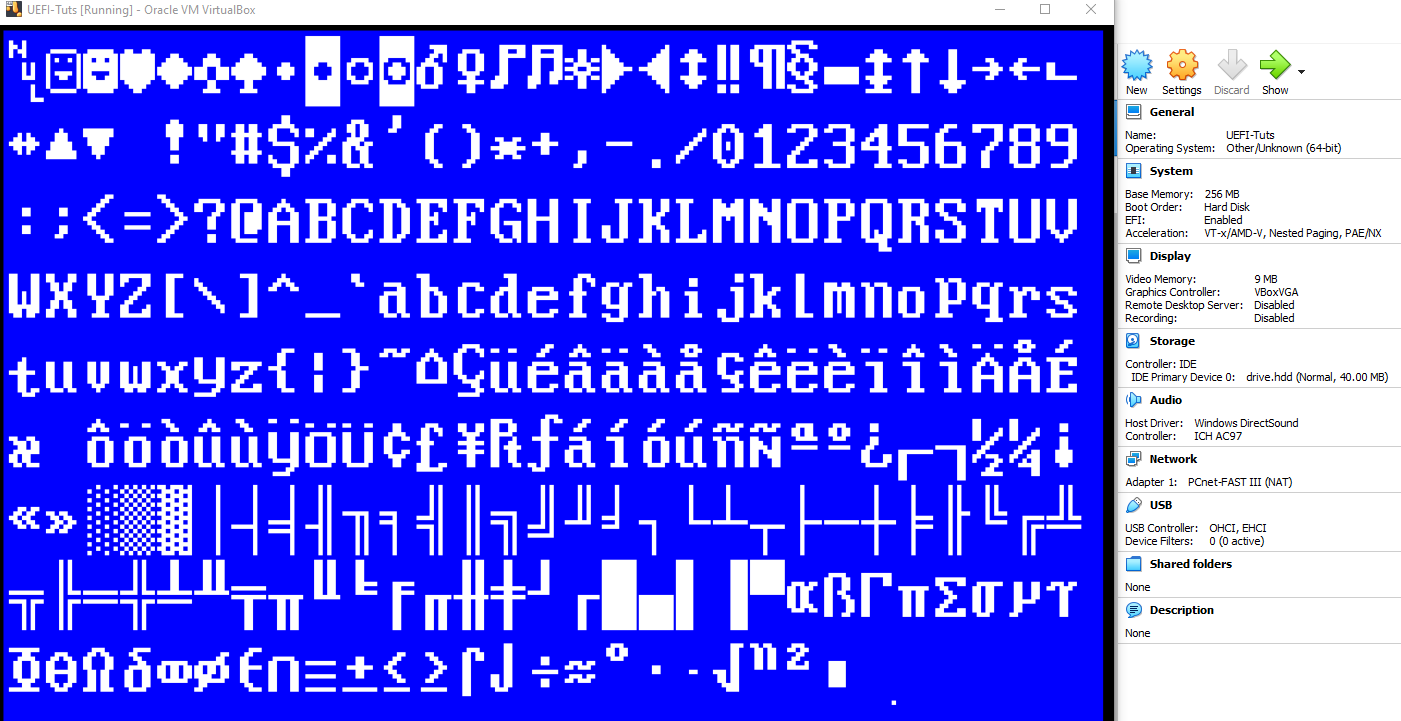 UEFI-Tuts [Running] - Oracle VM VirtualBox
NUL☺☻♥♦♣♠•◘○◙♂♀♪♫☼►◄↕‼¶§▬↨↑↓→←∟
↔▲▼ !"#$%&'()*+,-./0123456789
:;<=>?@ABCDEFGHIJKLMNOPQRSTUV
WXYZ[\]^_`abcdefghijklmnopqrs
tuvwxyz{¦}~⌂Çüéâäàåçêëèïîì ÄÅÉ
æ ôöòûùÿÖÜ¢£¥₧ƒáíóúñѪº¿⌐¬½¼¡
«»░▒▓│┤╡╢╖╕╣║╗╝╜╛┐└┴┬├─┼╞╟╚╔╩
╦╠═╬╧╨╤╥╙╘╒╓╫╪┘┌█▄▌▐▀αßΓπΣσµτ
ΦΘΩδ∞φ∈∩≡±≤≥⌠⌡÷≈°∙·√ⁿ²■
New Settings Discard Show
General
Name: UEFI-Tuts
Operating System: Other/Unknown (64-bit)
System
Base Memory: 256 MB
Boot Order: Hard Disk
EFI: Enabled
Acceleration: VT-x/AMD-V, Nested Paging, PAE/NX
Display
Video Memory: 9 MB
Graphics Controller: VBoxVGA
Remote Desktop Server: Disabled
Recording: Disabled
Storage
Controller: IDE
IDE Primary Device 0: drive.hdd (Normal, 40.00 MB)
Audio
Host Driver: Windows DirectSound
Controller: ICH AC97
Network
Adapter 1: PCnet-FAST III (NAT)
USB
USB Controller: OHCI, EHCI
Device Filters: 0 (0 active)
Shared folders
None
Description
None